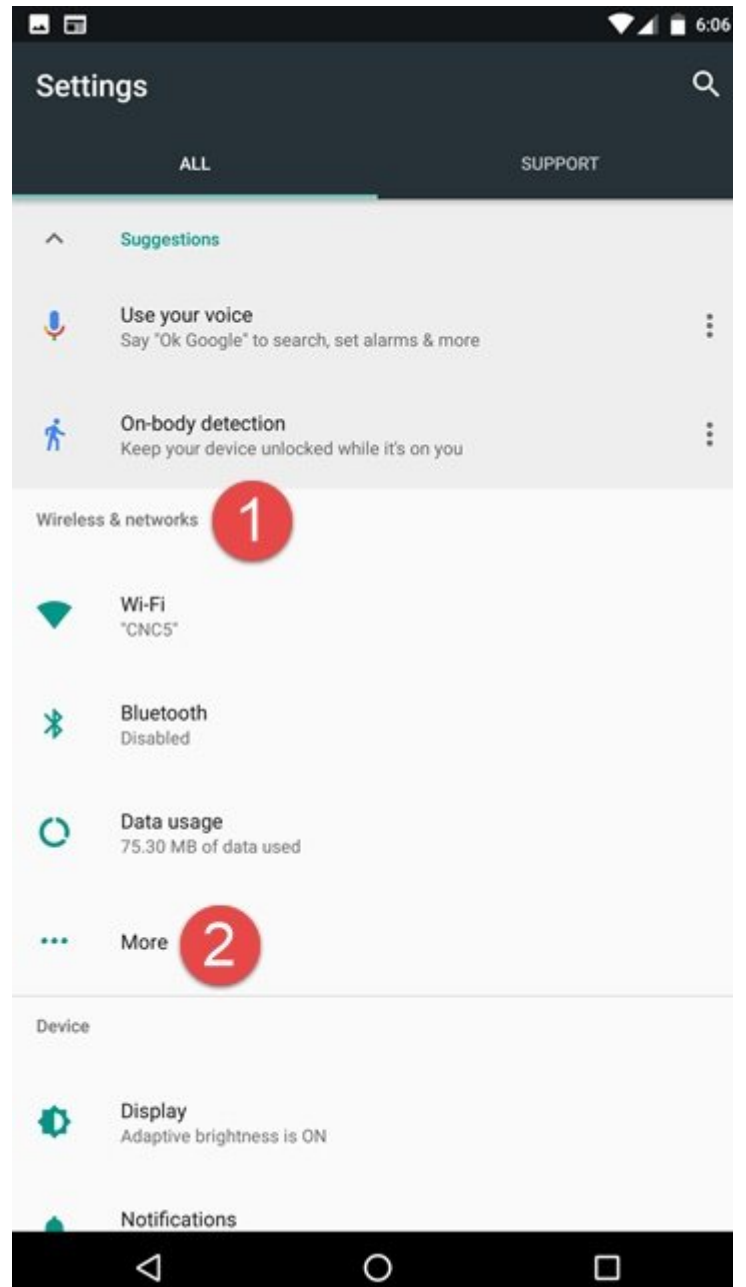 6:06
Settings
ALL
SUPPORT
Suggestions
Use your voice
Say "Ok Google" to search, set alarms & more
On-body detection
Keep your device unlocked while it's on you
Wireless & networks 1
Wi-Fi
"CNC5"
Bluetooth
Disabled
Data usage
75.30 MB of data used
More 2
Device
Display
Adaptive brightness is ON
Notifications